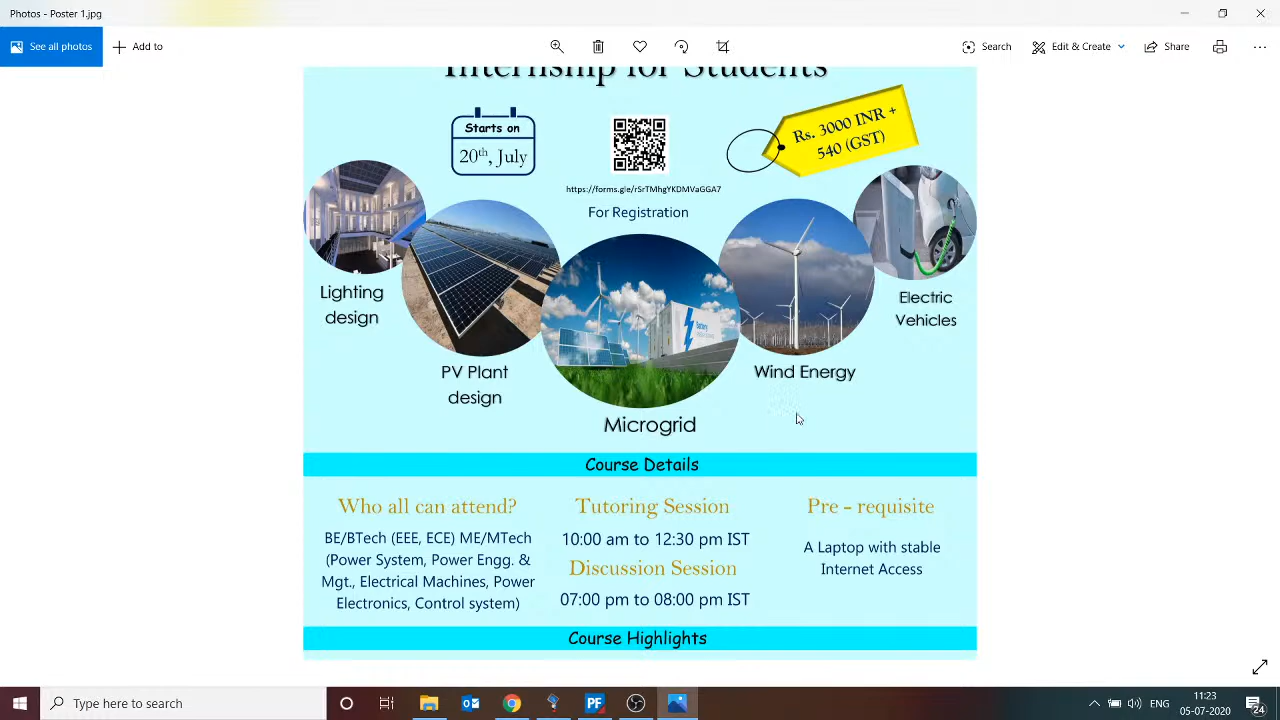 Photos - Poster 1.jpg
See all photos
Add to
Search
Edit & Create
Share
Internship for Students
Starts on
20th, July
Rs. 3000 INR +
540 (GST)
https://forms.gle/rSrTMhgYKDMVaGGA7
For Registration
Lighting
design
PV Plant
design
Battery
Microgrid
Wind Energy
Electric
Vehicles
Course Details
Who all can attend?
BE/BTech (EEE, ECE) ME/MTech
(Power System, Power Engg. &
Mgt., Electrical Machines, Power
Electronics, Control system)
Tutoring Session
10:00 am to 12:30 pm IST
Discussion Session
07:00 pm to 08:00 pm IST
Pre - requisite
A Laptop with stable
Internet Access
Course Highlights
Type here to search
PF
11:23
05-07-2020
24